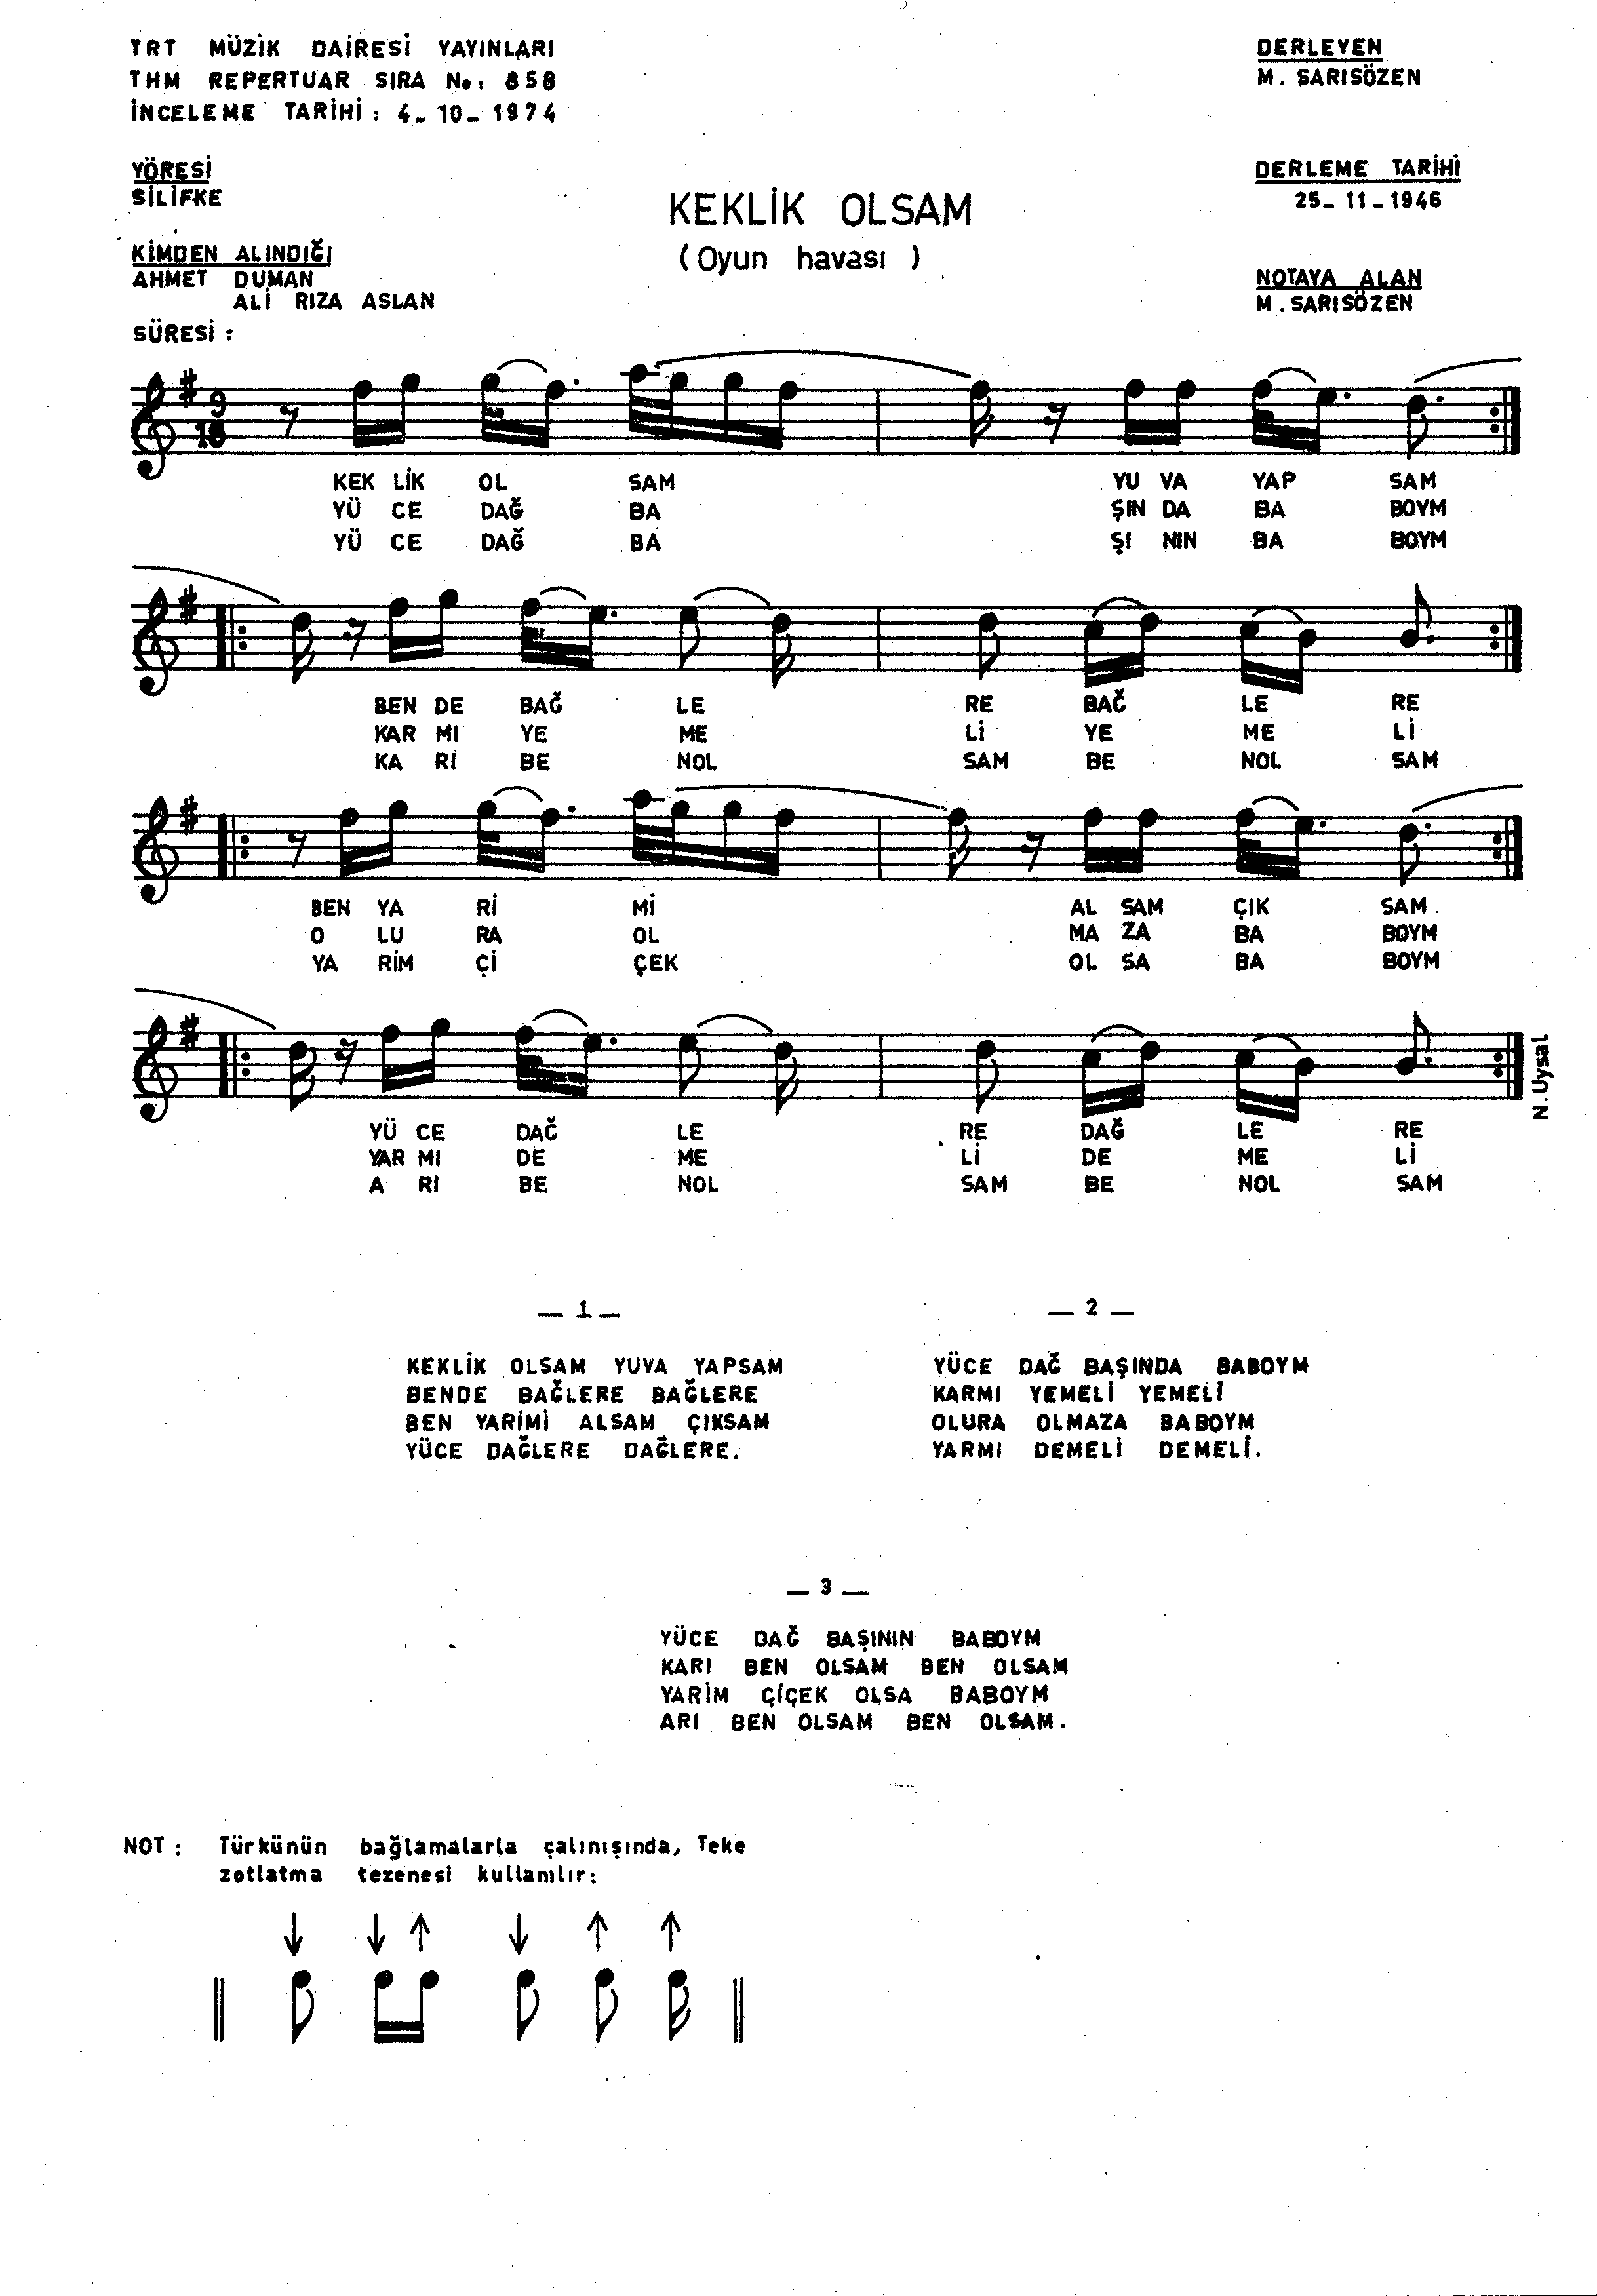 TRT MÜZİK DAİRESİ YAYINLARI
THM REPERTUAR SIRA No: 858
İNCELEME TARİHİ: 4_10_1974
DERLEYEN
M. SARISÖZEN
YÖRESİ
SİLİFKE
DERLEME TARİHİ
25_11_1946
KEKLİK OLSAM
(Oyun havası)
KİMDEN ALINDIĞI
AHMET DUMAN
ALİ RIZA ASLAN
NOTAYA ALAN
M. SARISÖZEN
SÜRESİ:
9
16
KEK LİK OL SAM YU VA YAP SAM
YÜ CE DAĞ BA ŞIN DA BA BOYM
YÜ CE DAĞ BA ŞI NIN BA BOYM
BEN DE BAĞ LE RE BAĞ LE RE
KAR MI YE ME Lİ YE ME Lİ
KA RI BE NOL SAM BE NOL SAM
BEN YA Rİ Mİ AL SAM ÇIK SAM
O LU RA OL MA ZA BA BOYM
YA RİM Çİ ÇEK OL SA BA BOYM
YÜ CE DAĞ LE RE DAĞ LE RE
YAR MI DE ME Lİ DE ME Lİ
A RI BE NOL SAM BE NOL SAM
N. Uysal
_ 1 _
KEKLİK OLSAM YUVA YAPSAM
BENDE BAĞLERE BAĞLERE
BEN YARİMİ ALSAM ÇIKSAM
YÜCE DAĞLERE DAĞLERE.
_ 2 _
YÜCE DAĞ BAŞINDA BABOYM
KARMI YEMELİ YEMELİ
OLURA OLMAZA BABOYM
YARMI DEMELİ DEMELİ.
_ 3 _
YÜCE DAĞ BAŞININ BABOYM
KARI BEN OLSAM BEN OLSAM
YARİM ÇİÇEK OLSA BABOYM
ARI BEN OLSAM BEN OLSAM.
NOT: Türkünün bağlamalarla çalınışında, Teke
zotlatma tezenesi kullanılır: